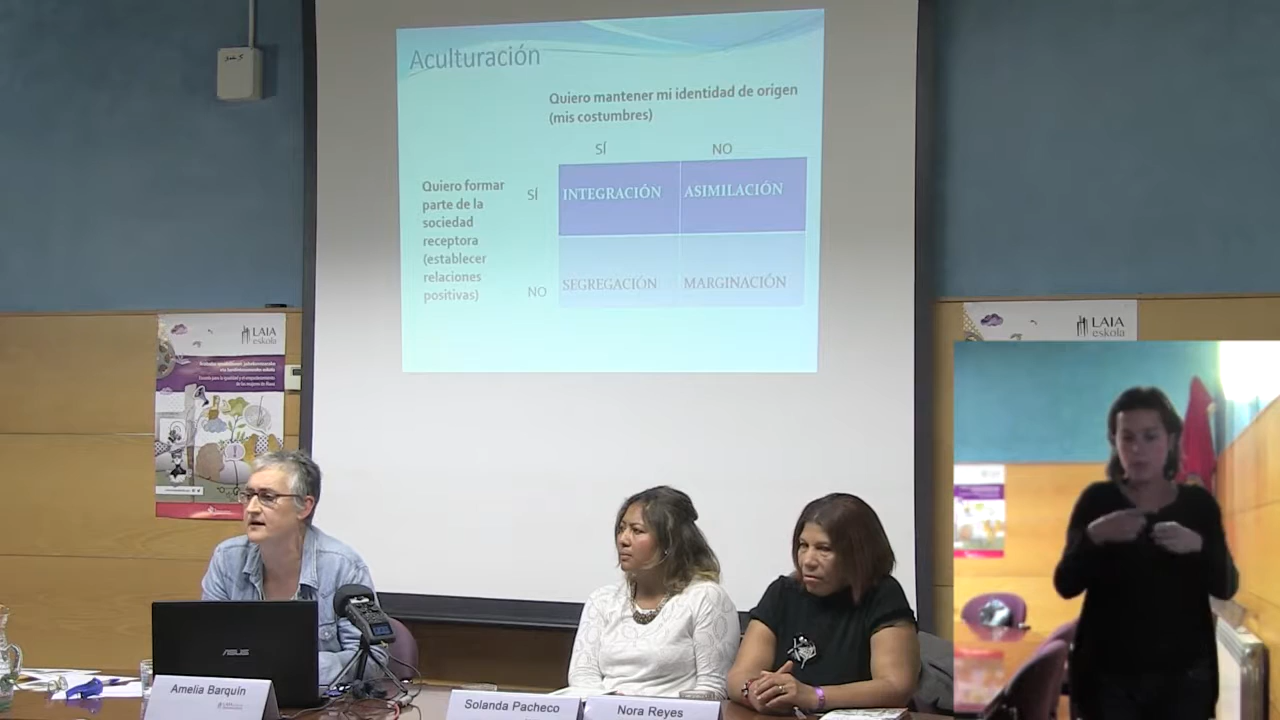 Aculturación
Quiero mantener mi identidad de origen
(mis costumbres)
SÍ
NO
Quiero formar
parte de la
sociedad
receptora
(establecer
relaciones
positivas)
SÍ
INTEGRACIÓN
ASIMILACIÓN
NO
SEGREGACIÓN
MARGINACIÓN
LAIA
eskola
LAIA
eskola
ASUS
Amelia Barquín
Solanda Pacheco
Nora Reyes